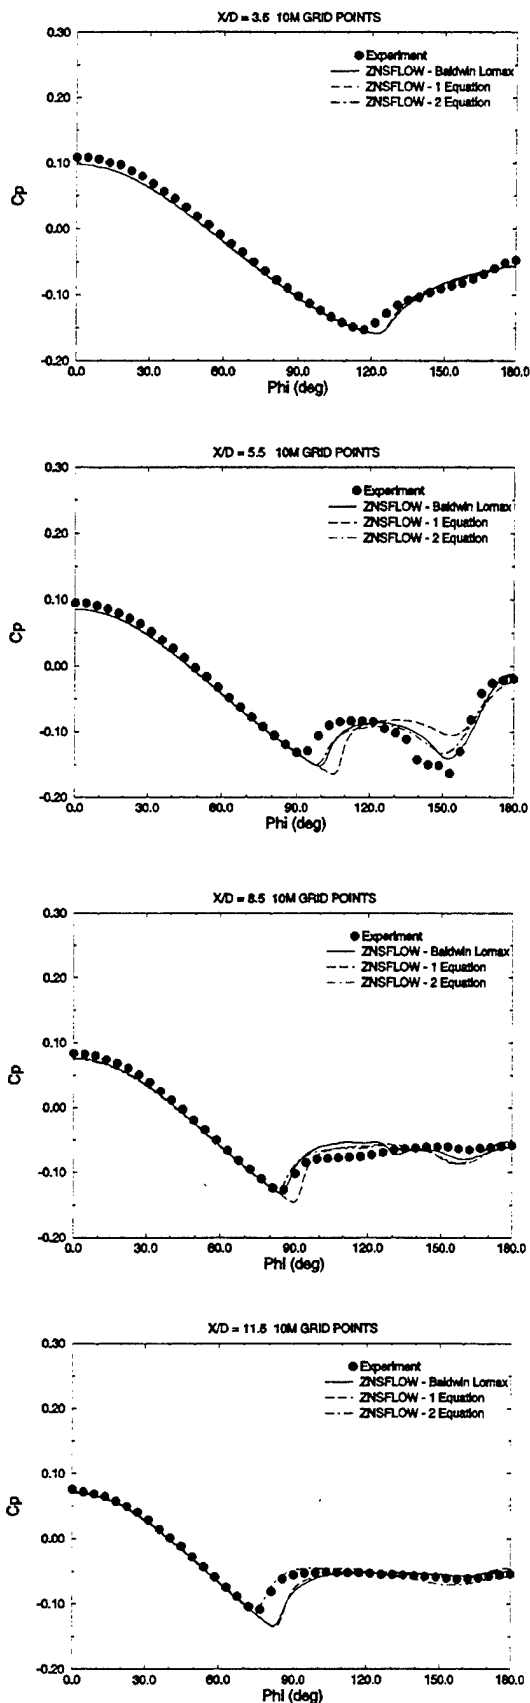 X/D = 3.5 10M GRID POINTS
0.30
Experiment
ZNSFLOW - Baldwin Lomax
ZNSFLOW - 1 Equation
0.20
ZNSFLOW - 2 Equation
0.10
Cp
0.00
-0.10
-0.20
0.0 30.0 60.0 90.0 120.0 150.0 180.0
Phi (deg)
X/D = 5.5 10M GRID POINTS
0.30
Experiment
ZNSFLOW - Baldwin Lomax
ZNSFLOW - 1 Equation
0.20
ZNSFLOW - 2 Equation
0.10
Cp
0.00
-0.10
-0.20
0.0 30.0 60.0 90.0 120.0 150.0 180.0
Phi (deg)
X/D = 8.5 10M GRID POINTS
0.30
Experiment
ZNSFLOW - Baldwin Lomax
ZNSFLOW - 1 Equation
0.20
ZNSFLOW - 2 Equation
0.10
Cp
0.00
-0.10
-0.20
0.0 30.0 60.0 90.0 120.0 150.0 180.0
Phi (deg)
X/D = 11.5 10M GRID POINTS
0.30
Experiment
ZNSFLOW - Baldwin Lomax
ZNSFLOW - 1 Equation
0.20
ZNSFLOW - 2 Equation
0.10
Cp
0.00
-0.10
-0.20
0.0 30.0 60.0 90.0 120.0 150.0 180.0
Phi (deg)